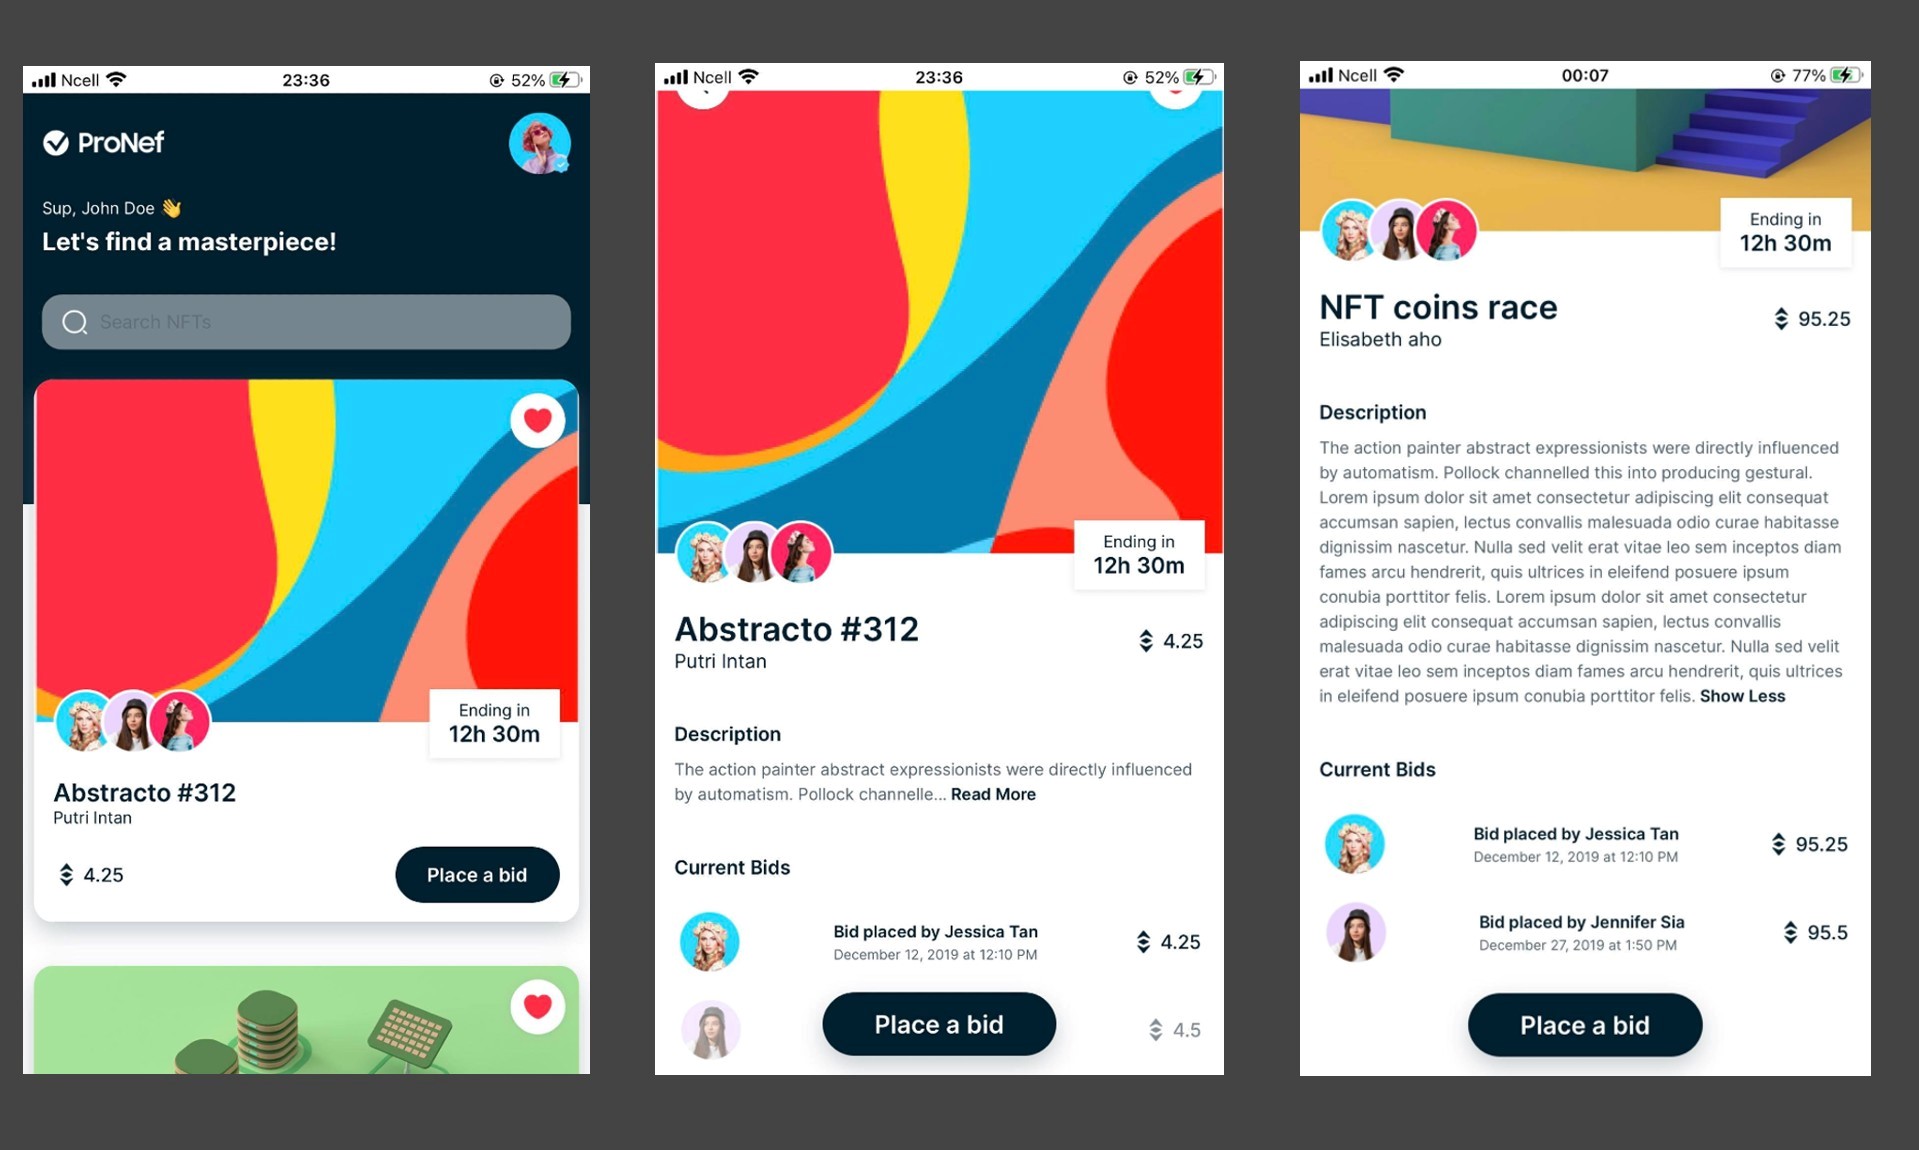 Ncell
23:36
52%
ProNef
Sup, John Doe 👋
Let's find a masterpiece!
Search NFTs
Ending in
12h 30m
Abstracto #312
Putri Intan
4.25
Place a bid
Ncell
23:36
52%
Ending in
12h 30m
Abstracto #312
4.25
Putri Intan
Description
The action painter abstract expressionists were directly influenced
by automatism. Pollock channelle... Read More
Current Bids
Bid placed by Jessica Tan
December 12, 2019 at 12:10 PM
4.25
Place a bid
4.5
Ncell
00:07
77%
Ending in
12h 30m
NFT coins race
95.25
Elisabeth aho
Description
The action painter abstract expressionists were directly influenced
by automatism. Pollock channelled this into producing gestural.
Lorem ipsum dolor sit amet consectetur adipiscing elit consequat
accumsan sapien, lectus convallis malesuada odio curae habitasse
dignissim nascetur. Nulla sed velit erat vitae leo sem inceptos diam
fames arcu hendrerit, quis ultrices in eleifend posuere ipsum
conubia porttitor felis. Lorem ipsum dolor sit amet consectetur
adipiscing elit consequat accumsan sapien, lectus convallis
malesuada odio curae habitasse dignissim nascetur. Nulla sed velit
erat vitae leo sem inceptos diam fames arcu hendrerit, quis ultrices
in eleifend posuere ipsum conubia porttitor felis. Show Less
Current Bids
Bid placed by Jessica Tan
December 12, 2019 at 12:10 PM
95.25
Bid placed by Jennifer Sia
December 27, 2019 at 1:50 PM
95.5
Place a bid